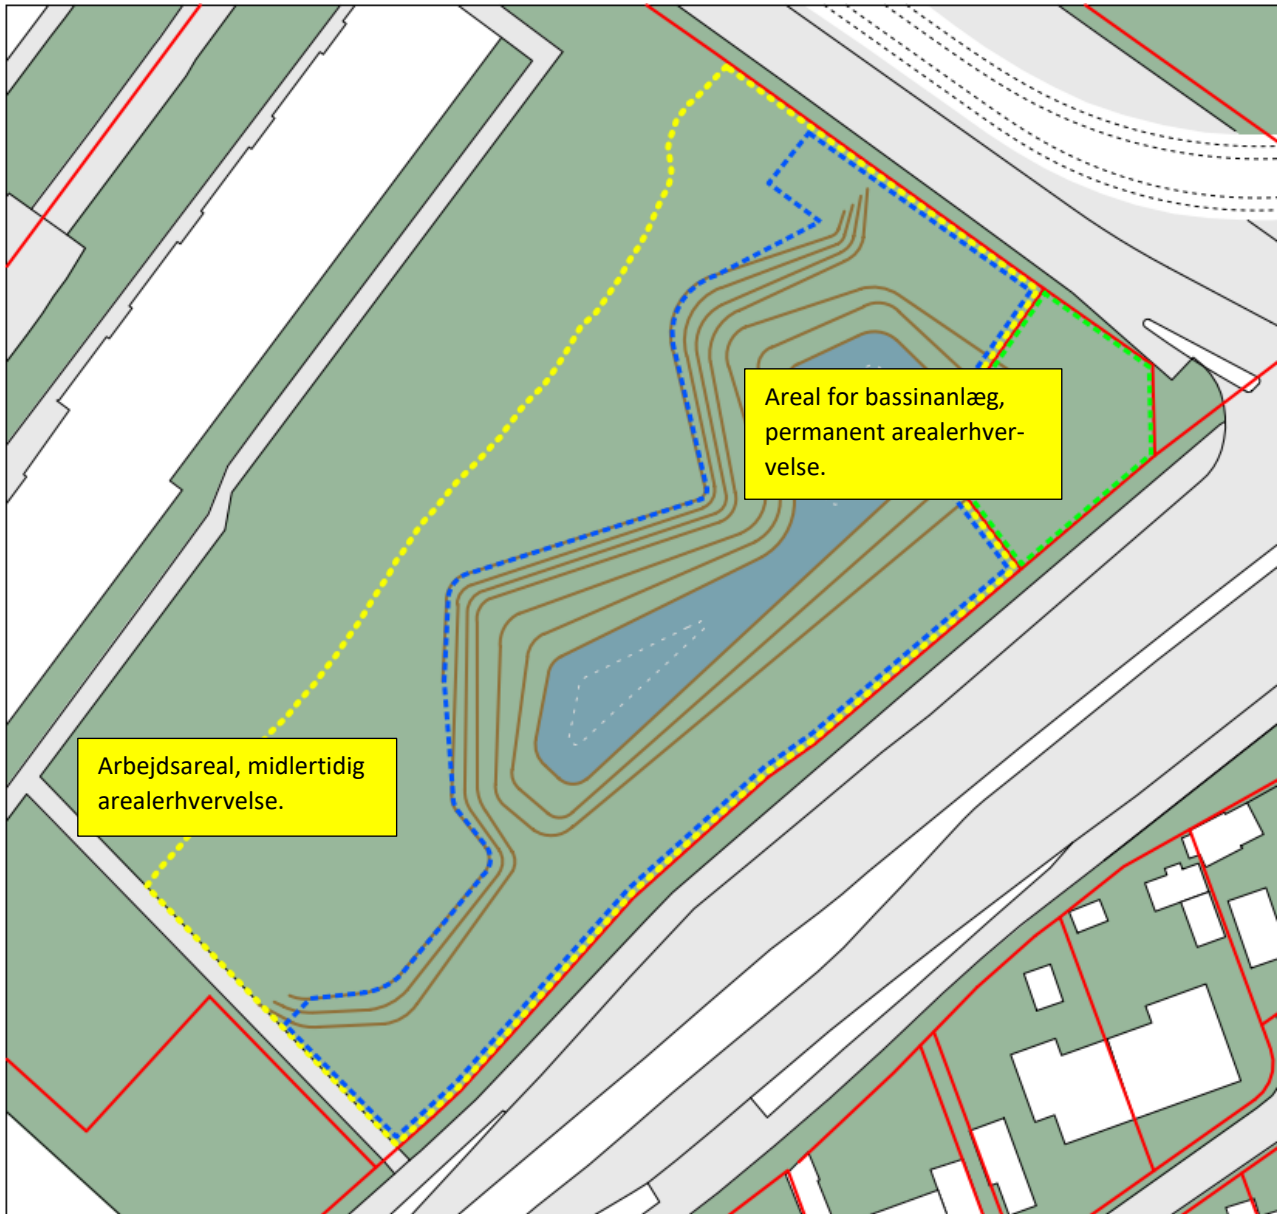 Areal for bassinanlæg,
permanent arealerhver-
velse.
Arbejdsareal, midlertidig
arealerhvervelse.